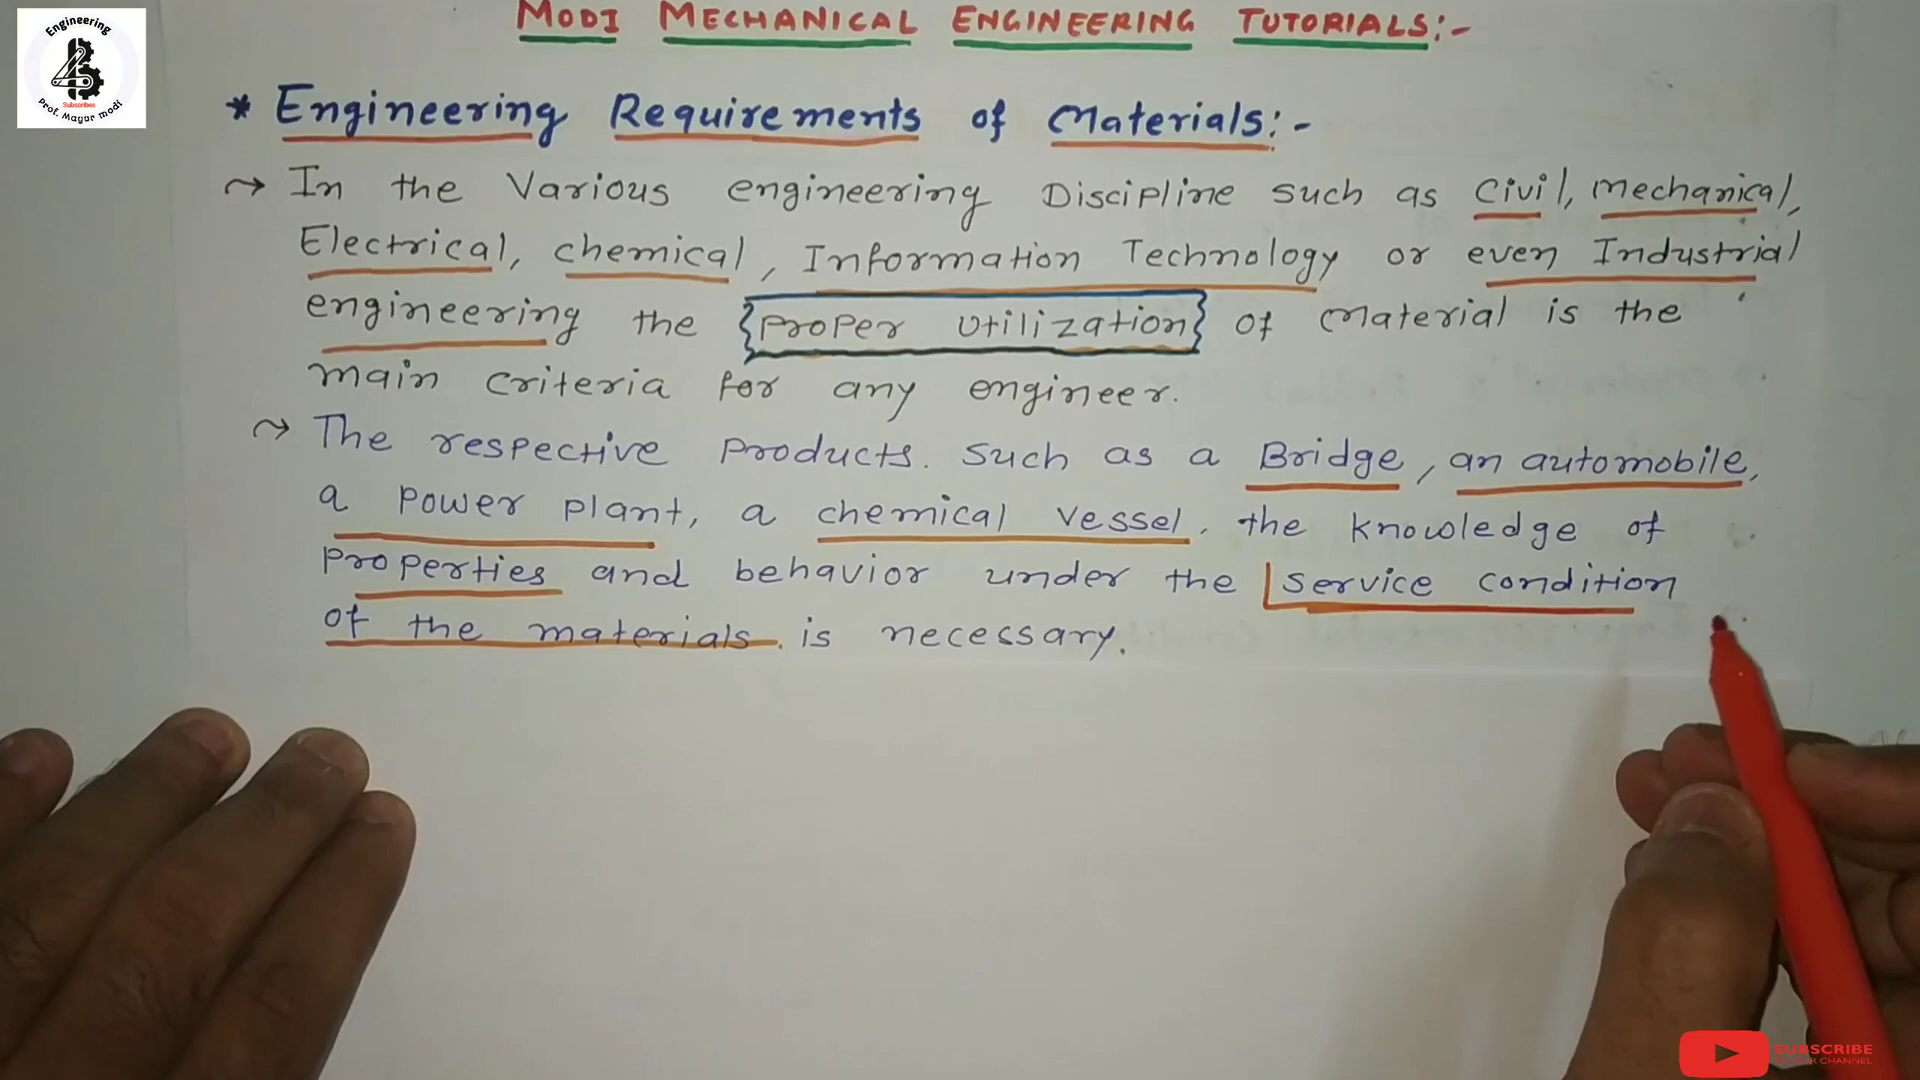 Engineering
Subscribes
Prof. Mayur modi
MODI MECHANICAL ENGINEERING TUTORIALS:-
* Engineering Requirements of Materials:-
→ In the Various engineering Discipline such as Civil, Mechanical,
Electrical, chemical, Information Technology or even Industrial
engineering the {proper utilization} of material is the
main criteria for any engineer.
→ The respective products. Such as a Bridge, an automobile,
a power plant, a chemical vessel. the knowledge of
properties and behavior under the service condition
of the materials. is necessary.
SUBSCRIBE
CHANNEL